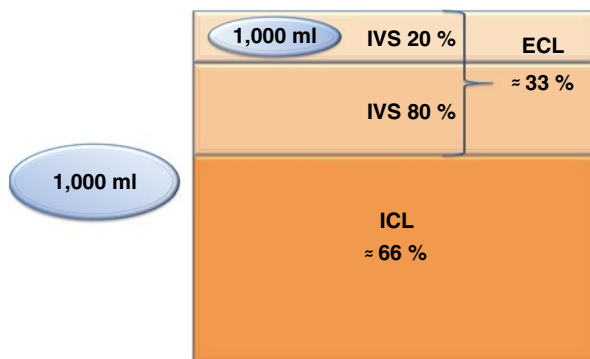 1,000 ml
IVS 20 %
ECL
≈ 33 %
IVS 80 %
1,000 ml
ICL
≈ 66 %